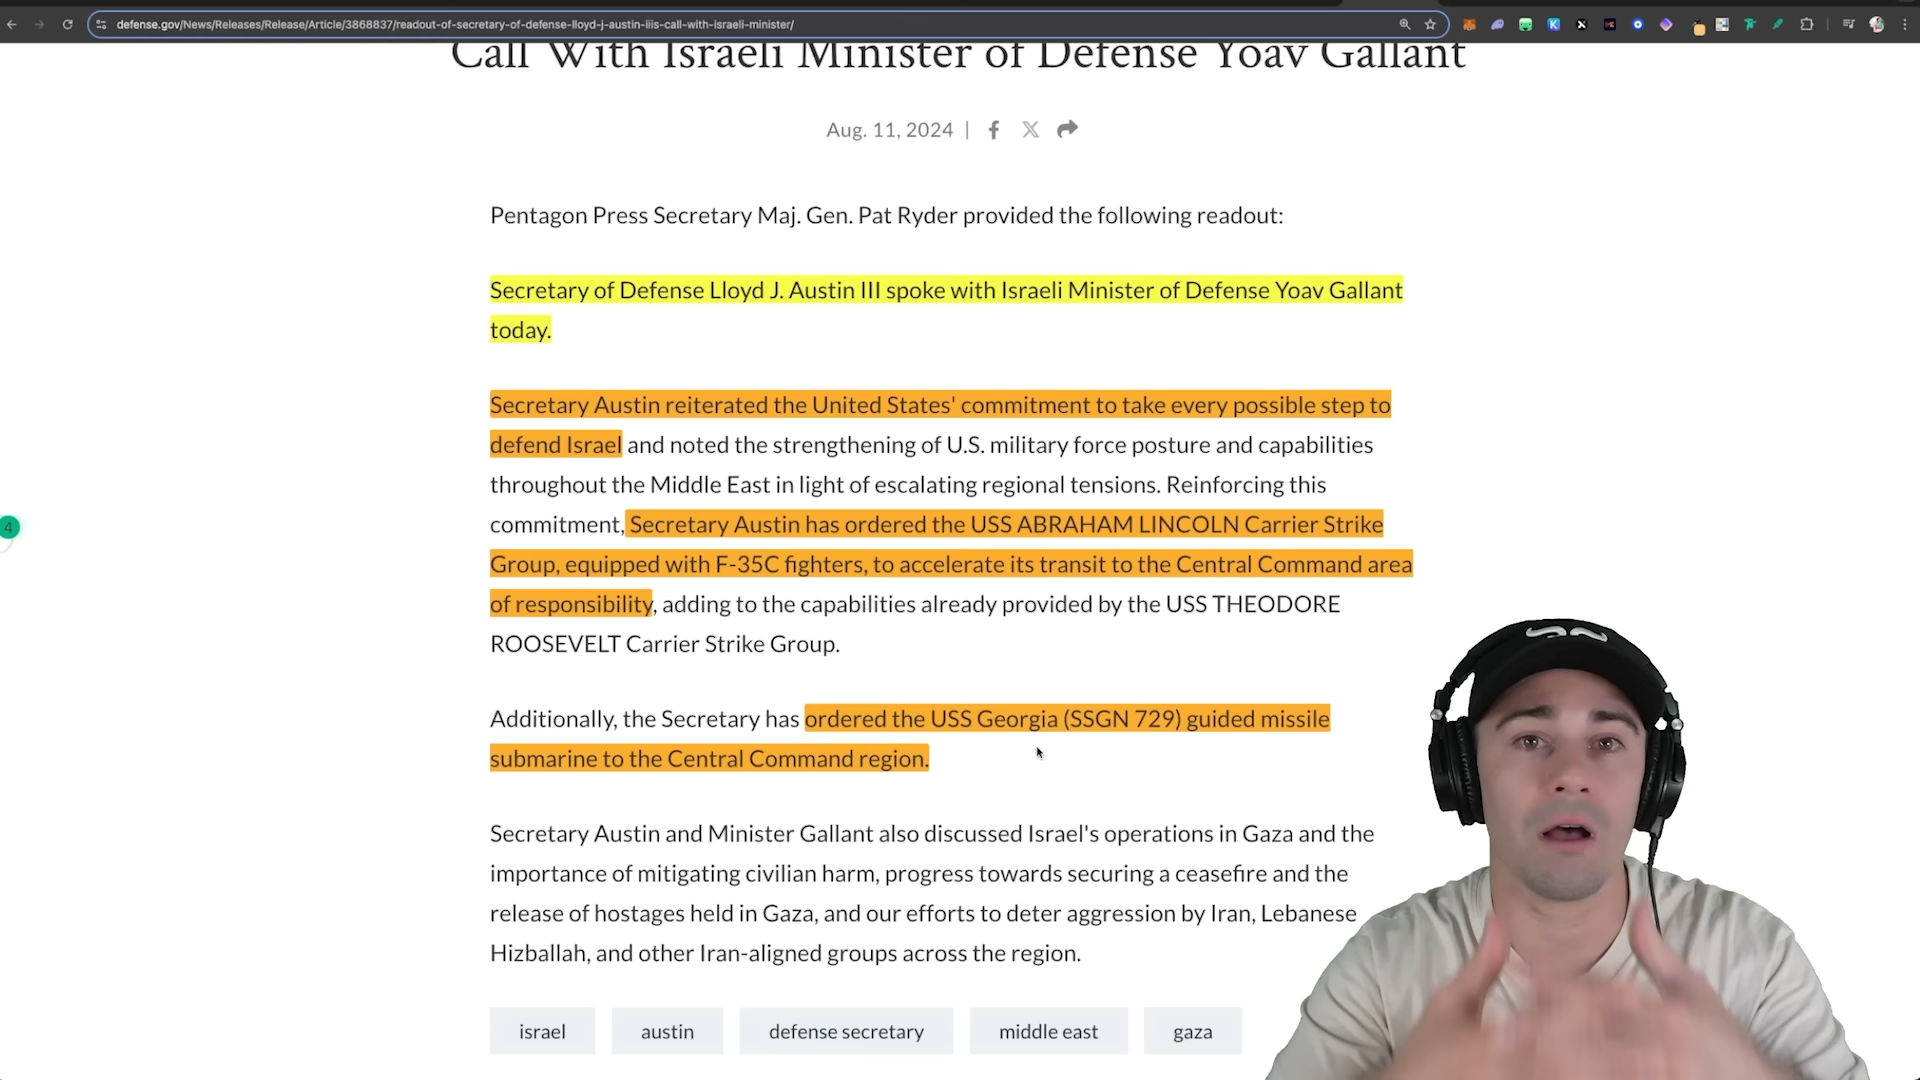 defense.gov/News/Releases/Release/Article/3868837/readout-of-secretary-of-defense-lloyd-j-austin-iiis-call-with-israeli-minister/
Call With Israeli Minister of Defense Yoav Gallant
Aug. 11, 2024 |
Pentagon Press Secretary Maj. Gen. Pat Ryder provided the following readout:
Secretary of Defense Lloyd J. Austin III spoke with Israeli Minister of Defense Yoav Gallant
today.
Secretary Austin reiterated the United States' commitment to take every possible step to
defend Israel and noted the strengthening of U.S. military force posture and capabilities
throughout the Middle East in light of escalating regional tensions. Reinforcing this
commitment, Secretary Austin has ordered the USS ABRAHAM LINCOLN Carrier Strike
Group, equipped with F-35C fighters, to accelerate its transit to the Central Command area
of responsibility, adding to the capabilities already provided by the USS THEODORE
ROOSEVELT Carrier Strike Group.
4
Additionally, the Secretary has ordered the USS Georgia (SSGN 729) guided missile
submarine to the Central Command region.
Secretary Austin and Minister Gallant also discussed Israel's operations in Gaza and the
importance of mitigating civilian harm, progress towards securing a ceasefire and the
release of hostages held in Gaza, and our efforts to deter aggression by Iran, Lebanese
Hizballah, and other Iran-aligned groups across the region.
israel austin defense secretary middle east gaza